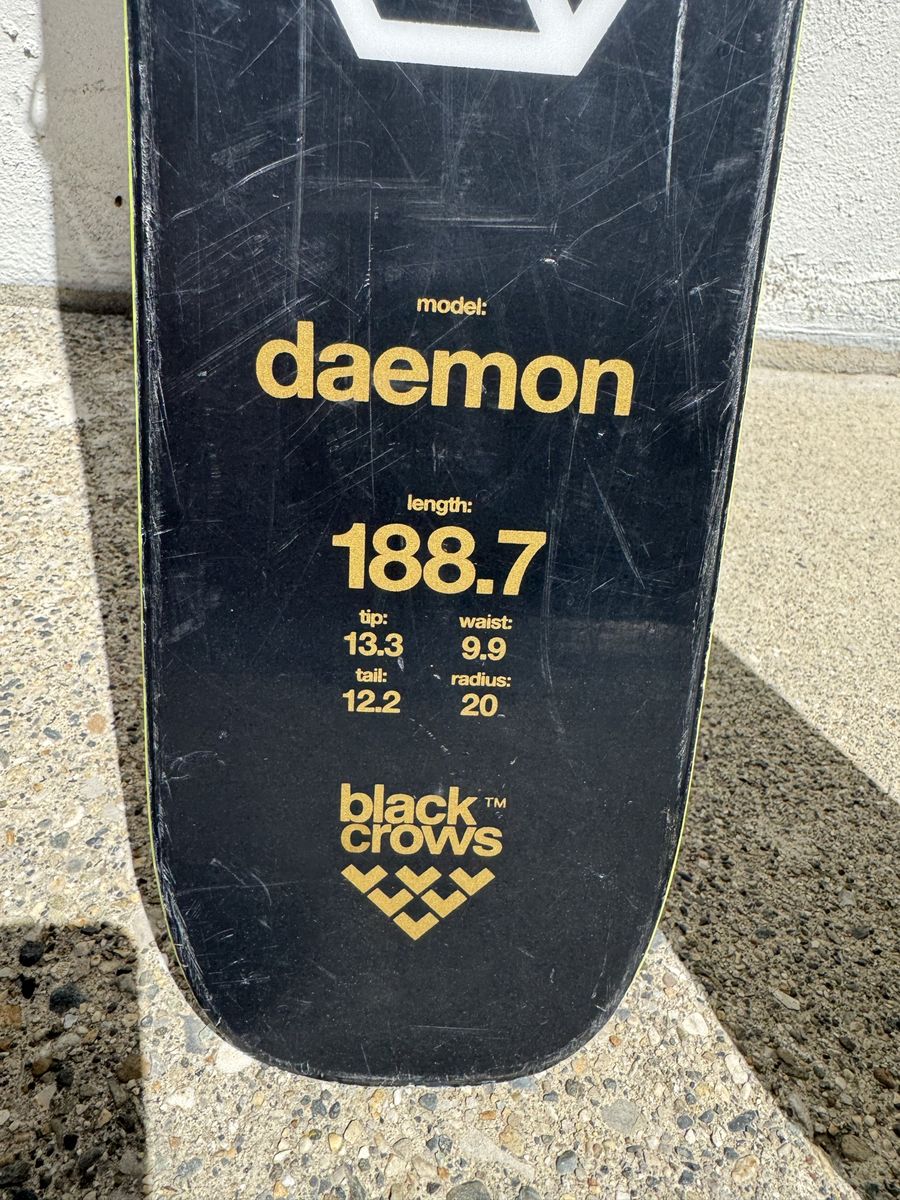 model:
daemon
length:
188.7
tip: waist:
13.3 9.9
tail: radius:
12.2 20
black™
crows